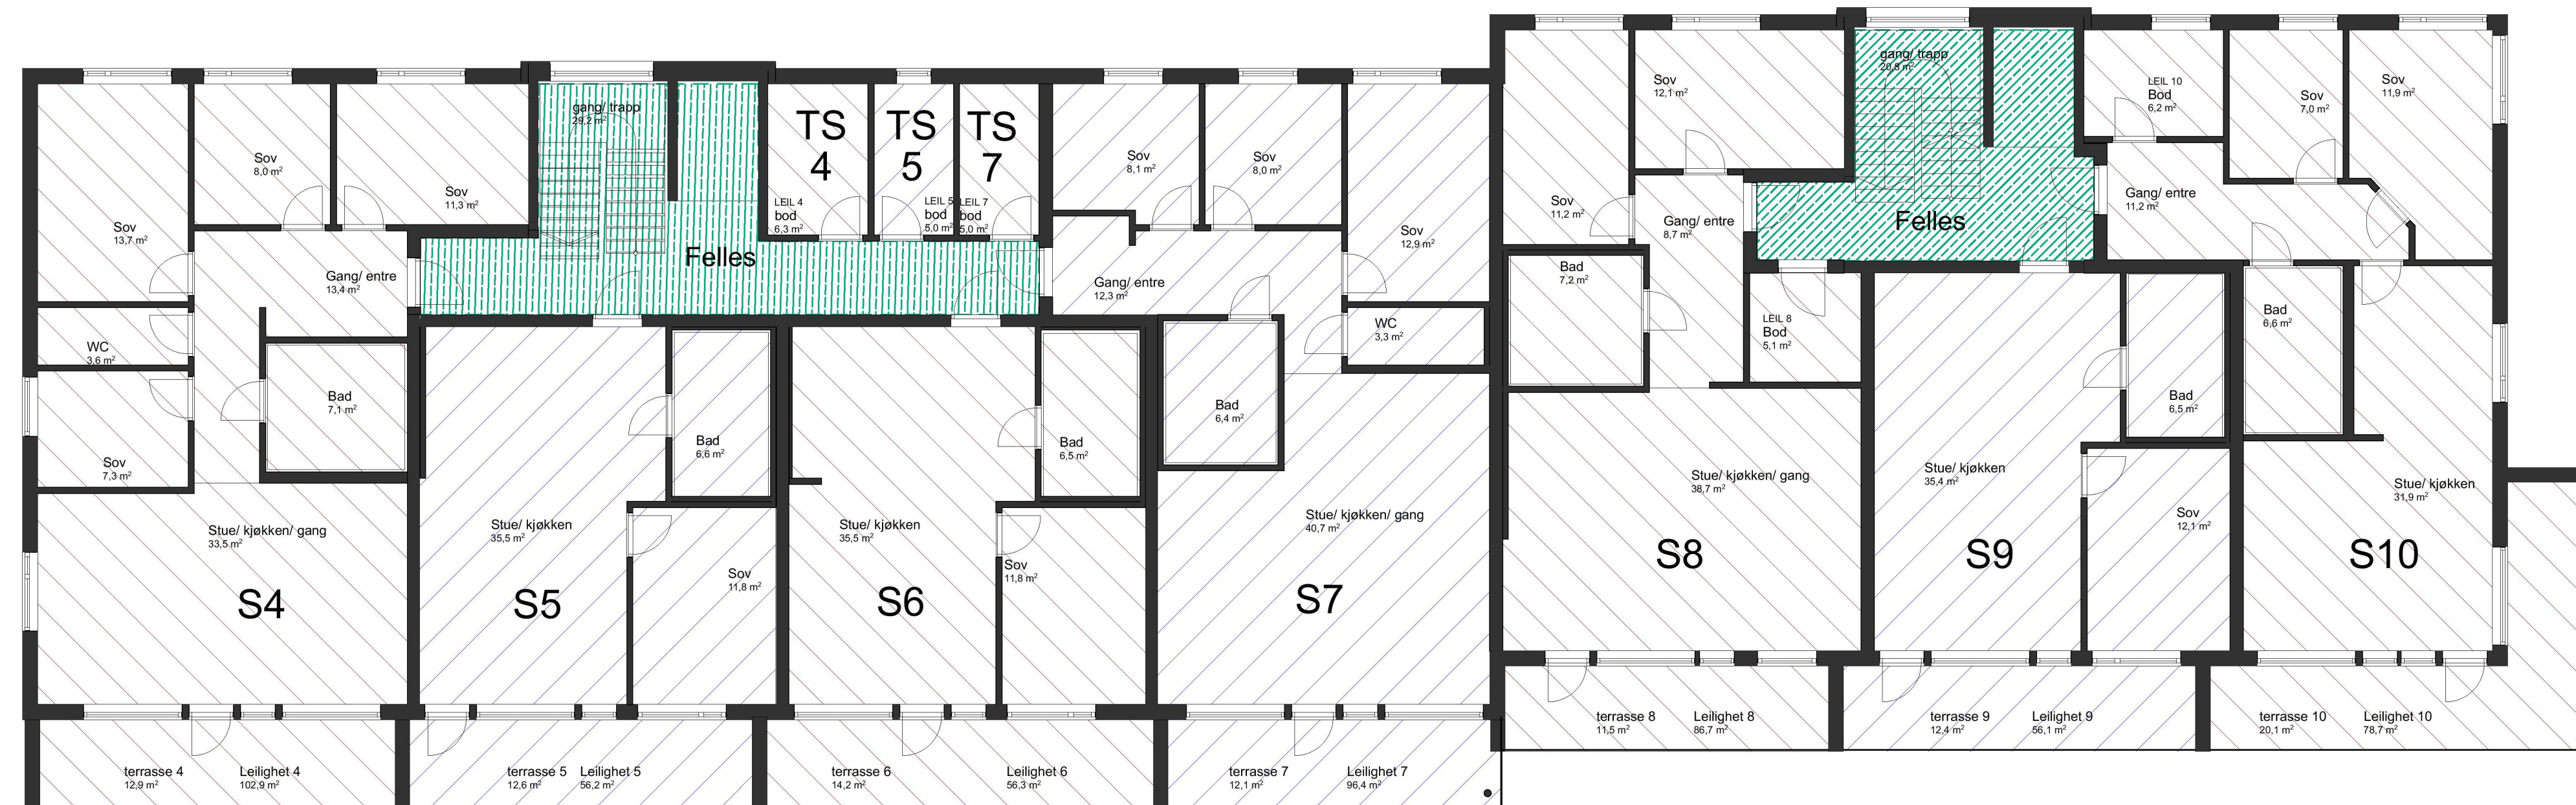 Sov
13,7 m²
Sov
8,0 m²
Sov
11,3 m²
Gang/ entre
13,4 m²
WC
3,6 m²
Sov
7,3 m²
Bad
7,1 m²
Stue/ kjøkken/ gang
33,5 m²
S4
terrasse 4
12,9 m²
Leilighet 4
102,9 m²
gang/ trapp
29,2 m²
Felles
TS
4
LEIL 4
bod
6,3 m²
TS
5
LEIL 5
bod
5,0 m²
TS
7
LEIL 7
bod
5,0 m²
Stue/ kjøkken
35,5 m²
S5
Bad
6,6 m²
Sov
11,8 m²
terrasse 5
12,6 m²
Leilighet 5
56,2 m²
Stue/ kjøkken
35,5 m²
S6
Bad
6,5 m²
Sov
11,8 m²
terrasse 6
14,2 m²
Leilighet 6
56,3 m²
Sov
8,1 m²
Sov
8,0 m²
Sov
12,9 m²
Gang/ entre
12,3 m²
WC
3,3 m²
Bad
6,4 m²
Stue/ kjøkken/ gang
40,7 m²
S7
terrasse 7
12,1 m²
Leilighet 7
96,4 m²
Sov
12,1 m²
Sov
11,2 m²
Gang/ entre
8,7 m²
Bad
7,2 m²
LEIL 8
Bod
5,1 m²
Stue/ kjøkken/ gang
38,7 m²
S8
terrasse 8
11,5 m²
Leilighet 8
86,7 m²
gang/ trapp
20,8 m²
Felles
Stue/ kjøkken
35,4 m²
S9
Bad
6,5 m²
Sov
12,1 m²
terrasse 9
12,4 m²
Leilighet 9
56,1 m²
LEIL 10
Bod
6,2 m²
Sov
7,0 m²
Sov
11,9 m²
Gang/ entre
11,2 m²
Bad
6,6 m²
Stue/ kjøkken
31,9 m²
S10
terrasse 10
20,1 m²
Leilighet 10
78,7 m²